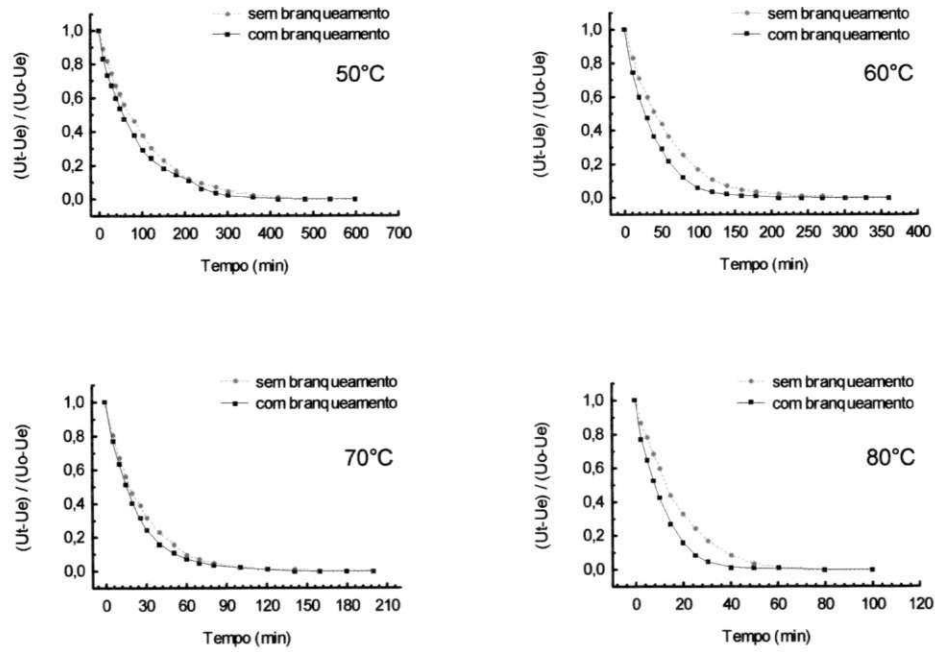 sem branqueamento
com branqueamento
50°C
(Ut-Ue) / (Uo-Ue)
1,0
0,8
0,6
0,4
0,2
0,0
0 100 200 300 400 500 600 700
Tempo (min)
sem branqueamento
com branqueamento
60°C
(Ut-Ue) / (Uo-Ue)
1,0
0,8
0,6
0,4
0,2
0,0
0 50 100 150 200 250 300 350 400
Tempo (min)
sem branqueamento
com branqueamento
70°C
(Ut-Ue) / (Uo-Ue)
1,0
0,8
0,6
0,4
0,2
0,0
0 30 60 90 120 150 180 210
Tempo (min)
sem branqueamento
com branqueamento
80°C
(Ut-Ue) / (Uo-Ue)
1,0
0,8
0,6
0,4
0,2
0,0
0 20 40 60 80 100 120
Tempo (min)